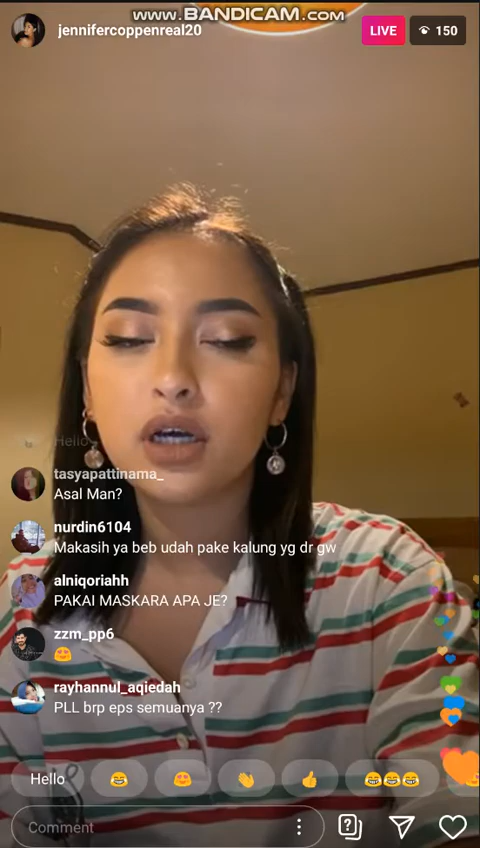 www.BANDICAM.com
jennifercoppenreal20
LIVE
150
Hello
tasyapattinama_
Asal Man?
nurdin6104
Makasih ya beb udah pake kalung yg dr gw
alniqoriahh
PAKAI MASKARA APA JE?
zzm_pp6
😍
rayhannul_aqiedah
PLL brp eps semuanya ??
Hello 😂 😍 👏 👍 😂😂😂
Comment